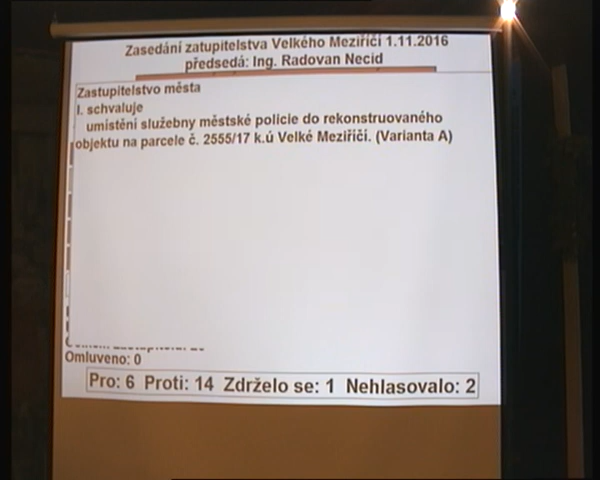 Zasedání zatupitelstva Velkého Meziříčí 1.11.2016
předsedá: Ing. Radovan Necid
Zastupitelstvo města
I. schvaluje
umístění služebny městské policie do rekonstruovaného
objektu na parcele č. 2555/17 k.ú Velké Meziříčí. (Varianta A)
Omluveno: 0
Pro: 6 Proti: 14 Zdrželo se: 1 Nehlasovalo: 2